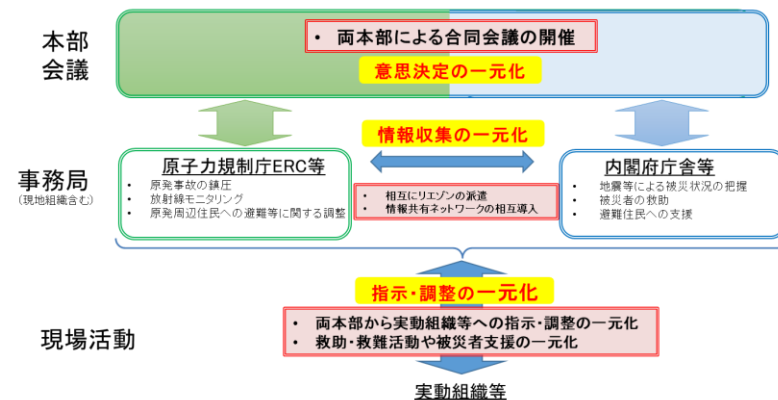 本部
会議
• 両本部による合同会議の開催
意思決定の一元化
情報収集の一元化
事務局
(現地組織含む)
原子力規制庁ERC等
• 原発事故の鎮圧
• 放射線モニタリング
• 原発周辺住民への避難等に関する調整
• 相互にリエゾンの派遣
• 情報共有ネットワークの相互導入
内閣府庁舎等
• 地震等による被災状況の把握
• 被災者の救助
• 避難住民への支援
指示・調整の一元化
現場活動
• 両本部から実動組織等への指示・調整の一元化
• 救助・救難活動や被災者支援の一元化
実動組織等